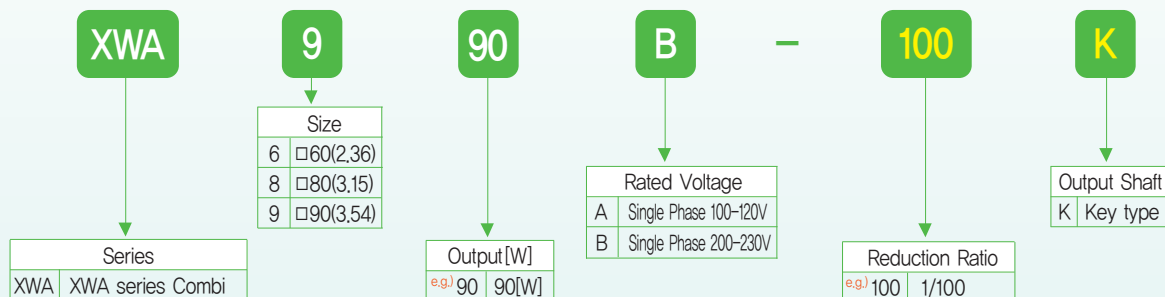 XWA 9 90 B - 100 K
Size
6 □60(2.36)
8 □80(3.15)
9 □90(3.54)
Rated Voltage
A Single Phase 100-120V
B Single Phase 200-230V
Output Shaft
K Key type
Series
XWA XWA series Combi
Output[W]
e.g.) 90 90[W]
Reduction Ratio
e.g.) 100 1/100